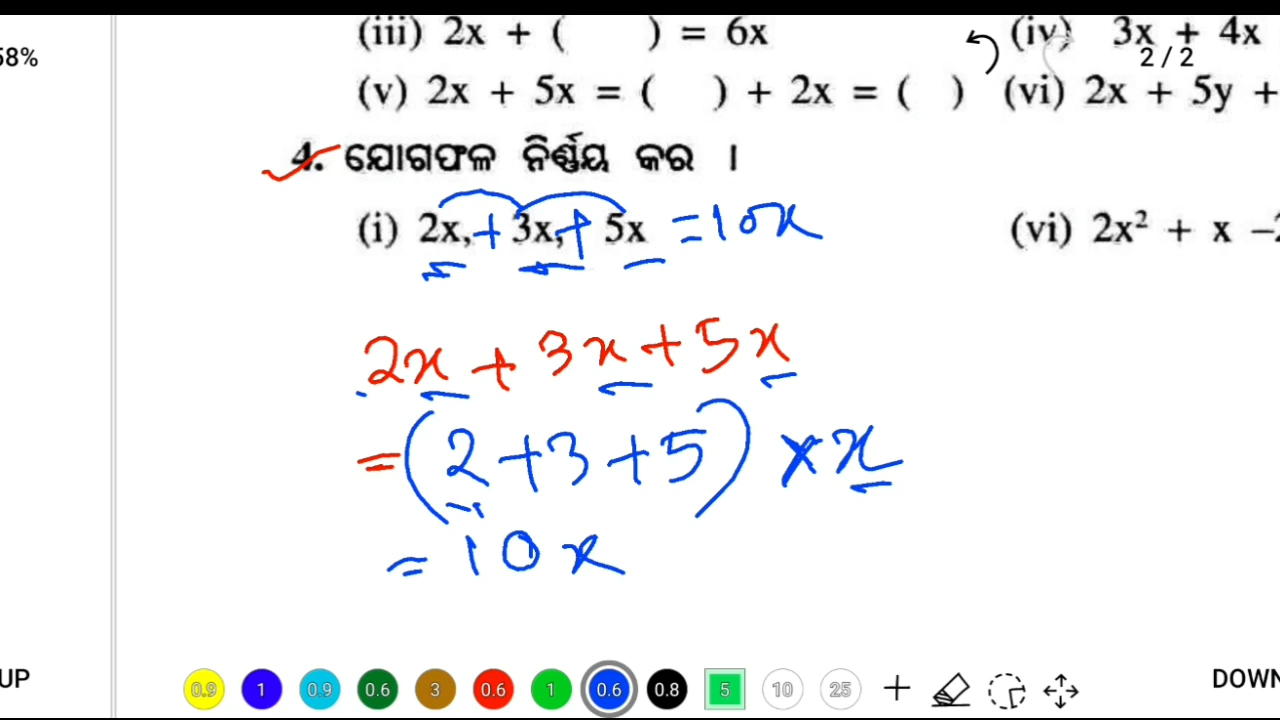 58%
(iii) 2x + ( ) = 6x (iv) 3x + 4x
2 / 2
(v) 2x + 5x = ( ) + 2x = ( ) (vi) 2x + 5y +
4. ଯୋଗଫଳ ନିର୍ଣ୍ଣୟ କର ।
(i) 2x, + 3x, + 5x = 10x (vi) 2x² + x –2
2x + 3x + 5x
= (2 + 3 + 5) × x
= 10x
UP 0.9 1 0.9 0.6 3 0.6 1 0.6 0.8 5 10 25 + DOWN